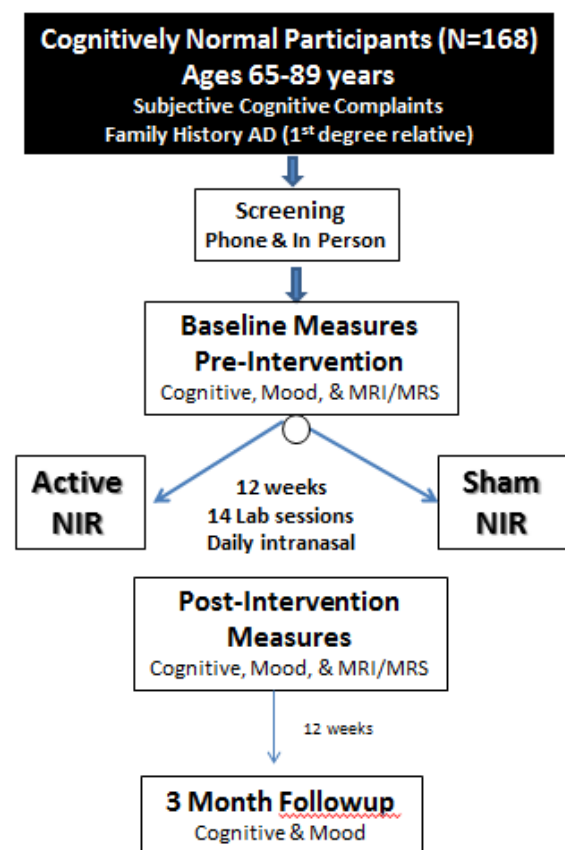 Cognitively Normal Participants (N=168)
Ages 65-89 years
Subjective Cognitive Complaints
Family History AD (1st degree relative)
Screening
Phone & In Person
Baseline Measures
Pre-Intervention
Cognitive, Mood, & MRI/MRS
Active
NIR
12 weeks
14 Lab sessions
Daily intranasal
Sham
NIR
Post-Intervention
Measures
Cognitive, Mood, & MRI/MRS
12 weeks
3 Month Followup
Cognitive & Mood